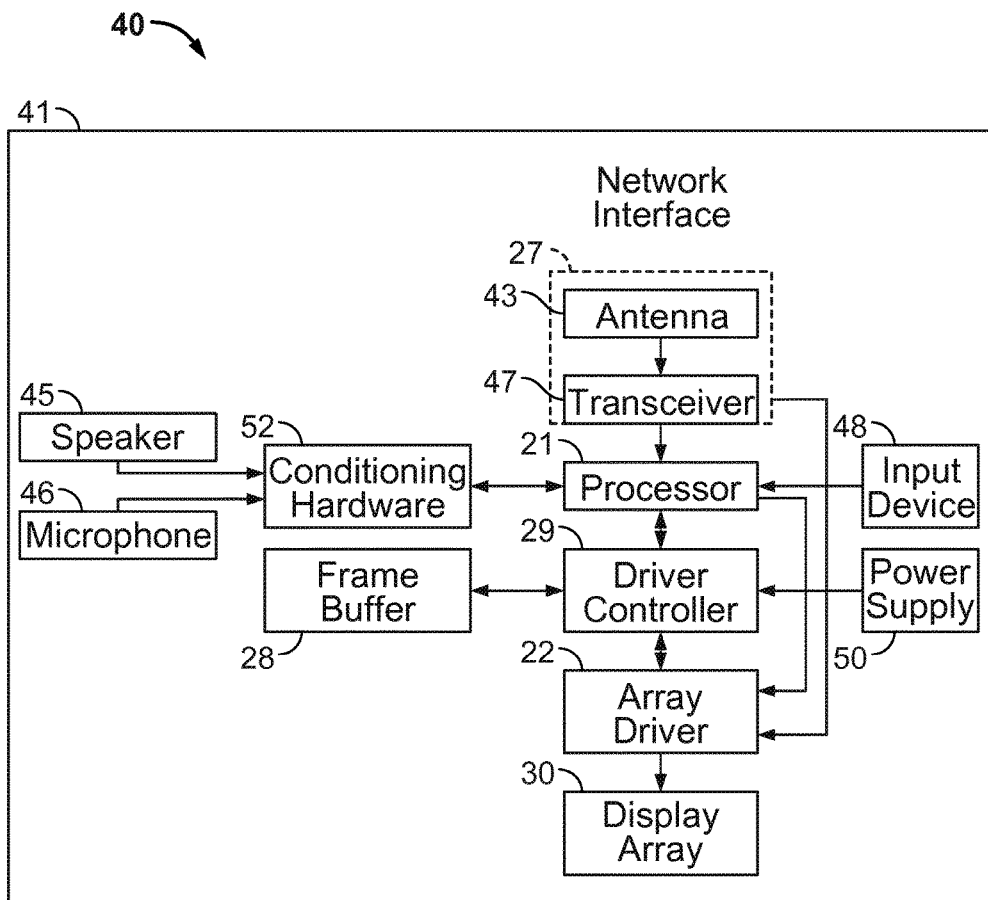 40
41
Network
Interface
27
43
Antenna
47
Transceiver
45
Speaker
52
Conditioning
Hardware
21
Processor
48
Input
Device
46
Microphone
29
Driver
Controller
Frame
Buffer
28
Power
Supply
50
22
Array
Driver
30
Display
Array